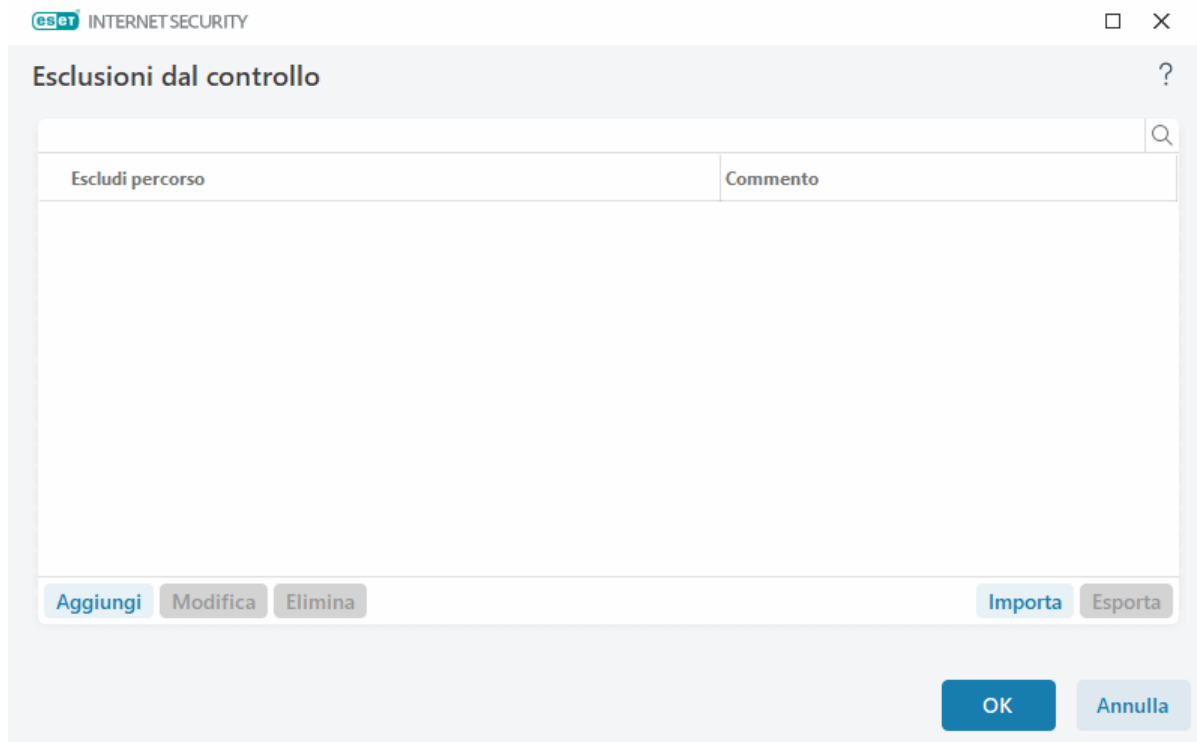 eset INTERNET SECURITY
Esclusioni dal controllo ?
Escludi percorso Commento
Aggiungi Modifica Elimina Importa Esporta
OK Annulla